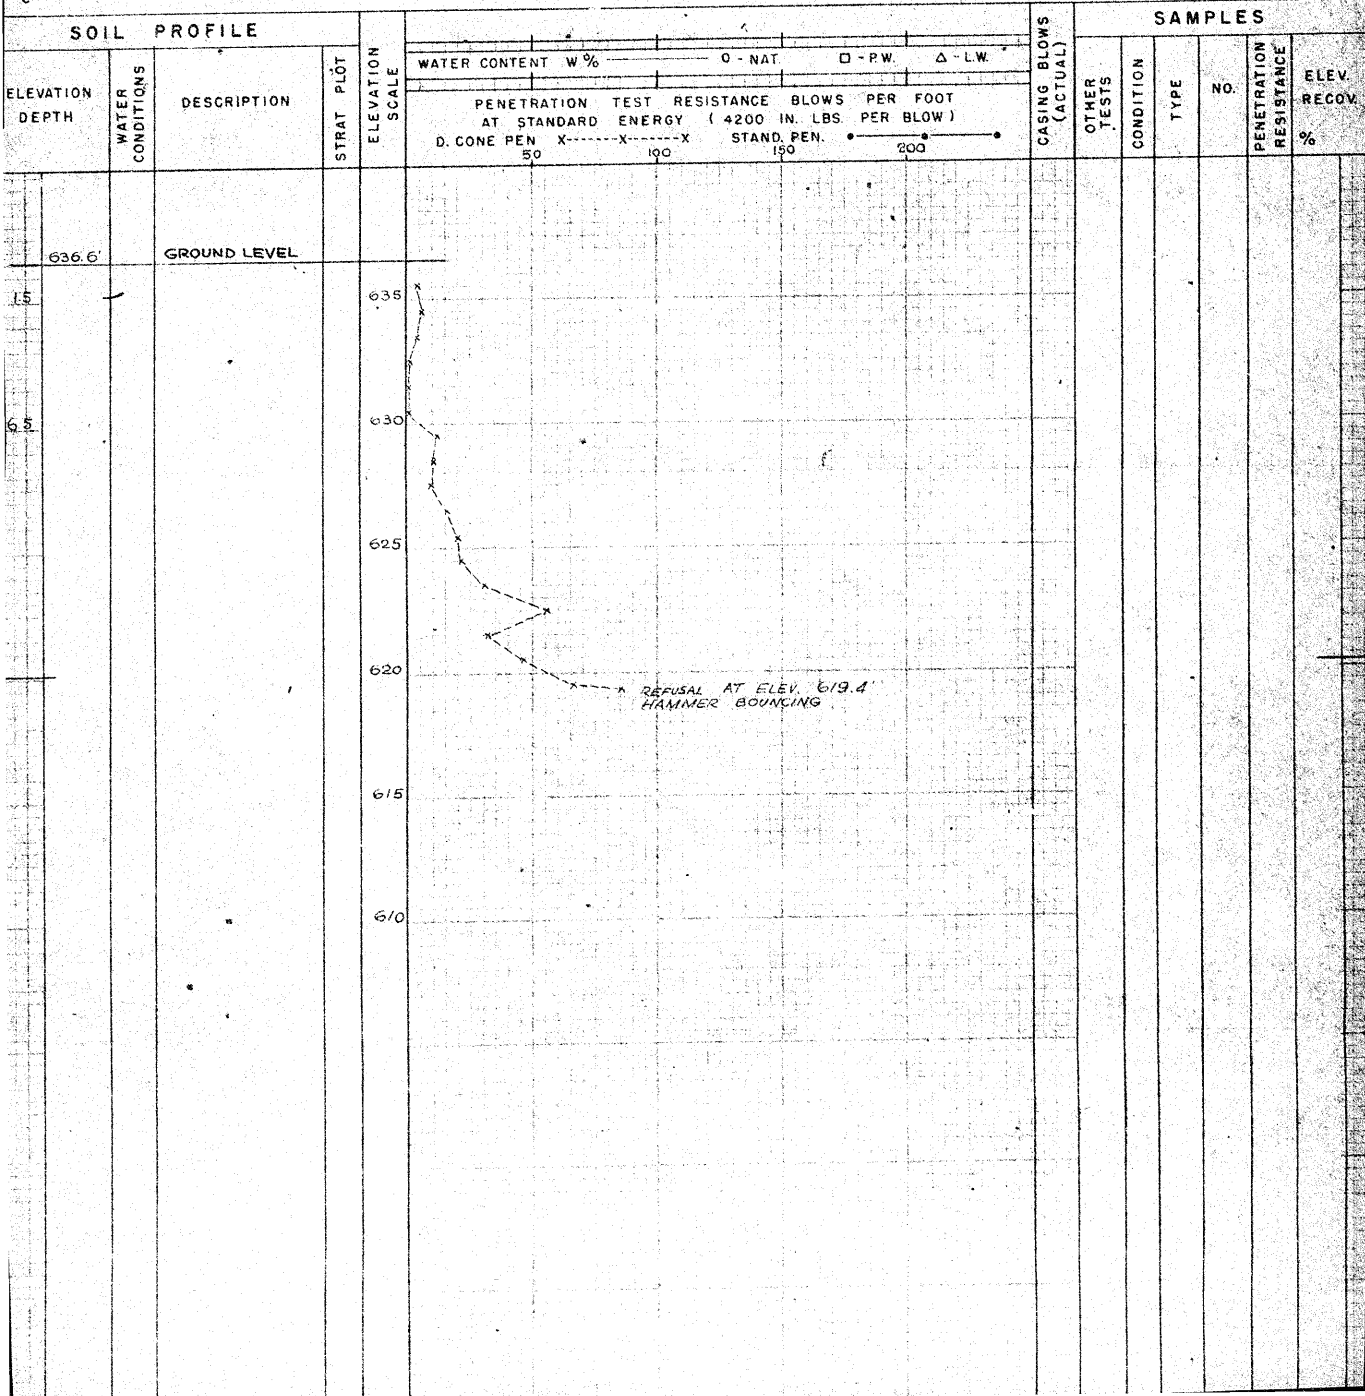 SOIL PROFILE
SAMPLES
ELEVATION
DEPTH
WATER
CONDITIONS
DESCRIPTION
STRAT PLOT
ELEVATION
SCALE
WATER CONTENT W % O - NAT. □ - P.W. △ - L.W.
PENETRATION TEST RESISTANCE BLOWS PER FOOT
AT STANDARD ENERGY ( 4200 IN. LBS. PER BLOW )
D. CONE PEN X------X------X STAND. PEN. ●———●———●
50 100 150 200
CASING BLOWS
(ACTUAL)
OTHER
TESTS
CONDITION
TYPE
NO.
PENETRATION
RESISTANCE
ELEV.
RECOV.
%
636.6'
GROUND LEVEL
1.5
635
6.5
630
625
620
REFUSAL AT ELEV. 619.4'
HAMMER BOUNCING
615
610